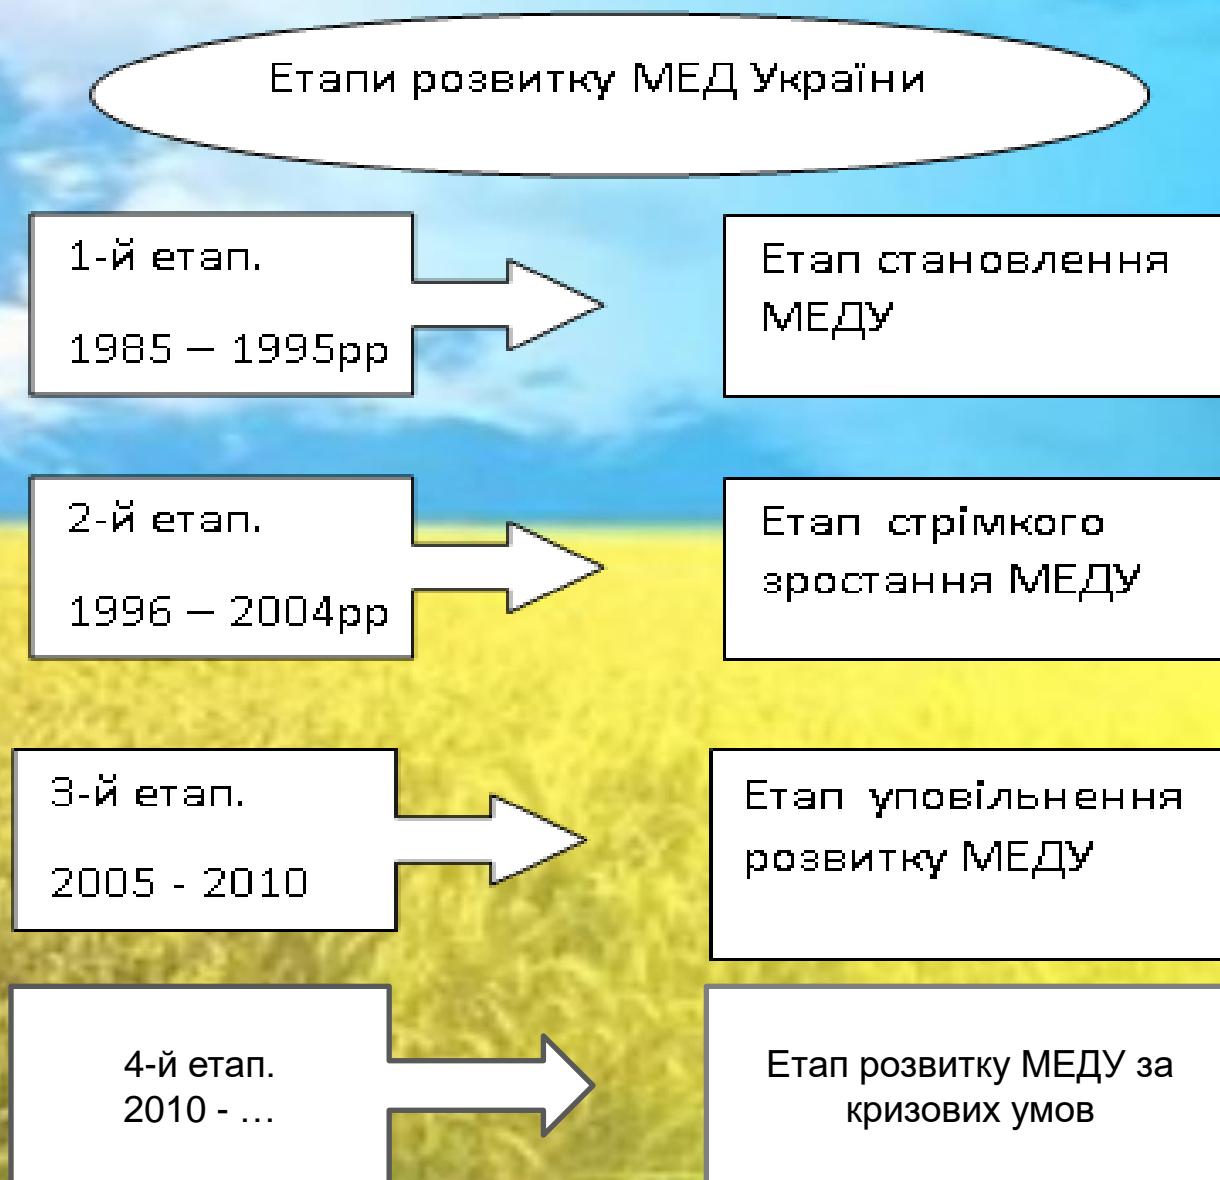 Етапи розвитку МЕД України
1-й етап.
1985 – 1995рр
Етап становлення
МЕДУ
2-й етап.
1996 – 2004рр
Етап стрімкого
зростання МЕДУ
3-й етап.
2005 - 2010
Етап уповільнення
розвитку МЕДУ
4-й етап.
2010 - …
Етап розвитку МЕДУ за
кризових умов